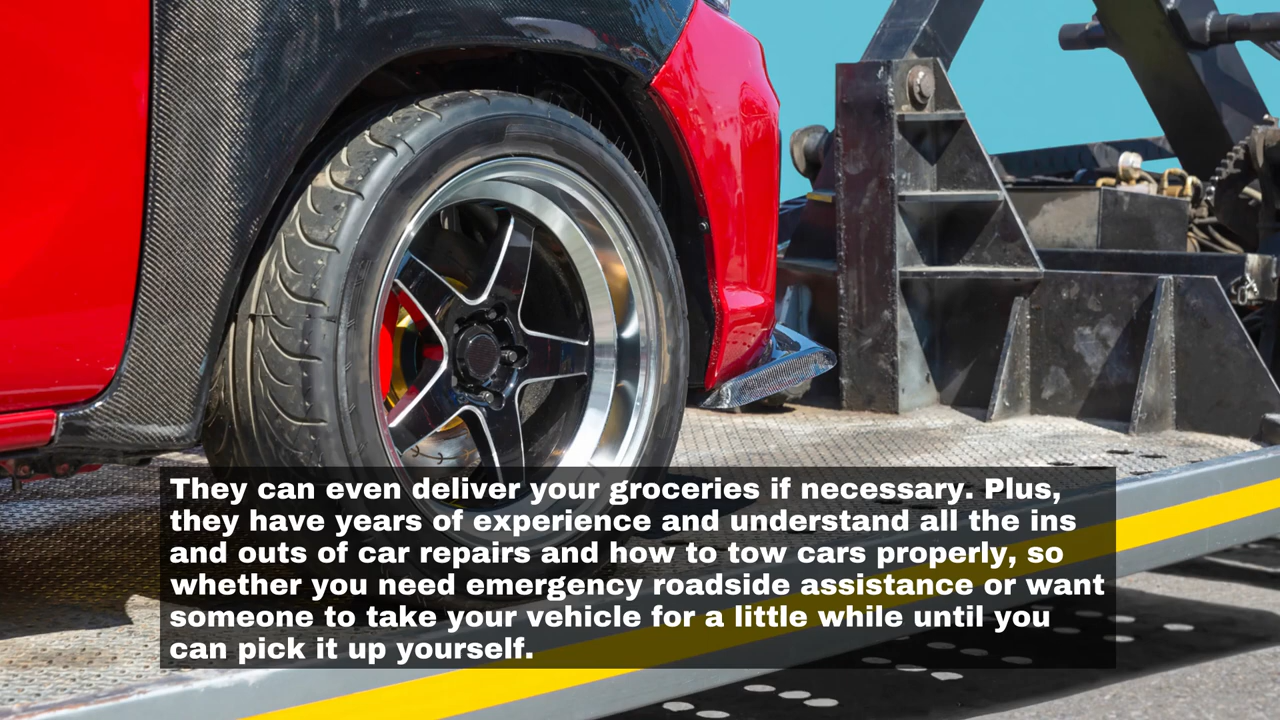 They can even deliver your groceries if necessary. Plus,
they have years of experience and understand all the ins
and outs of car repairs and how to tow cars properly, so
whether you need emergency roadside assistance or want
someone to take your vehicle for a little while until you
can pick it up yourself.